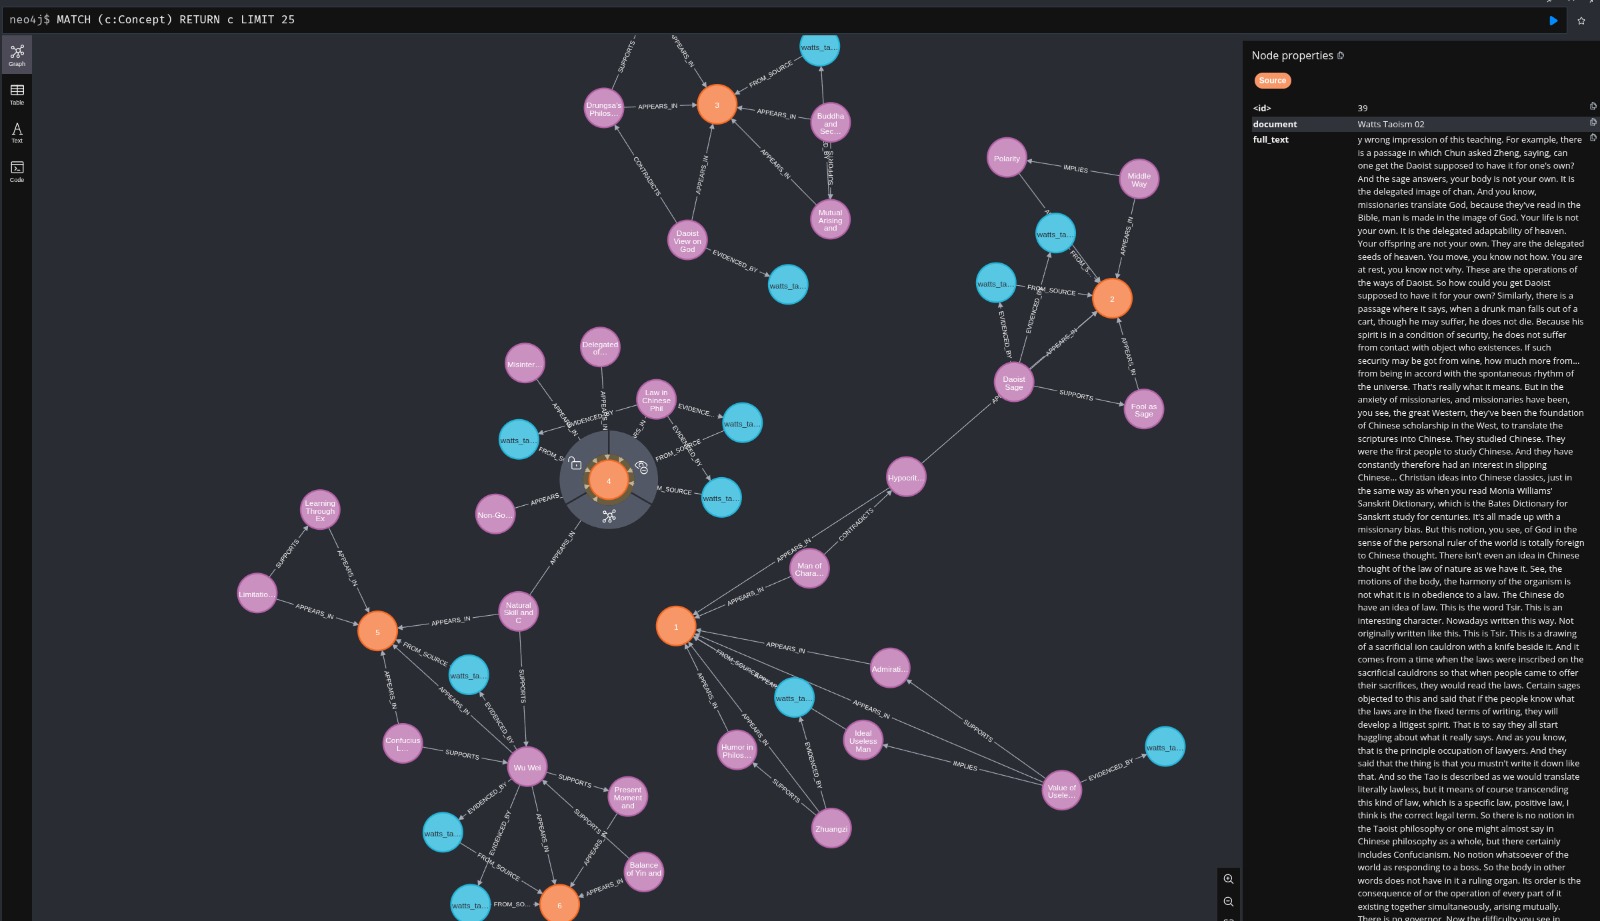 neo4j$ MATCH (c:Concept) RETURN c LIMIT 25
Graph
Table
Text
Code
SUPPORTS
APPEARS_IN
watts_ta...
FROM_SOURCE
3
Drungsa's
Philos...
APPEARS_IN
APPEARS_IN
Buddha
and
Sec...
CONTRADICTS
APPEARS_IN
APPEARS_IN
SUPPORTS
Mutual
Arising
and
Daoist
View on
God
EVIDENCED_BY
watts_ta...
Polarity
IMPLIES
Middle
Way
watts_ta...
APPEARS_IN
FROM_S...
watts_ta...
FROM_SOURCE
2
EVIDENCED_BY
EVIDENCED_BY
APPEARS_IN
APPEARS_IN
Daoist
Sage
SUPPORTS
Fool as
Sage
Misinter...
Delegated
of...
Law in
Chinese
Phil
APPEARS_IN
APPEARS_IN
EVIDENCED_BY
EVIDENCE...
watts_ta...
watts_ta...
FROM_SOURCE
EVIDENCED_BY
4
M_SOURCE
watts_ta...
Non-Go...
APPEARS...
APPEARS_IN
Hypocrit...
CONTRADICTS
APPEARS_IN
Man of
Chara...
APPEARS_IN
Learning
Through
Ex
SUPPORTS
APPEARS_IN
Limitatio...
APPEARS_IN
Natural
Skill and
C
APPEARS_IN
5
FROM_SOURCE
watts_ta...
SUPPORTS
APPEARS_IN
APPEARS_IN
EVIDENCED_BY
Confucius
L...
SUPPORTS
Wu Wei
SUPPORTS
Present
Moment
and
EVIDENCED_BY
EVIDENCED_BY
APPEARS_IN
SUPPORTS
APPEARS_IN
watts_ta...
FROM_SOURCE
Balance
of Yin and
APPEARS_IN
watts_ta...
FROM_SO...
6
1
APPEARS_IN
Admirati...
FROM_SOURCE
watts_ta...
APPEARS_IN
APPEARS_IN
APPEARS_IN
Humor in
Philos...
Ideal
Useless
Man
SUPPORTS
IMPLIES
EVIDENCED_BY
SUPPORTS
Zhuangzi
Value of
Usele...
EVIDENCED_BY
watts_ta...
Node properties
Source
<id> 39
document Watts Taoism 02
full_text y wrong impression of this teaching. For example, there
is a passage in which Chun asked Zheng, saying, can
one get the Daoist supposed to have it for one's own?
And the sage answers, your body is not your own. It is
the delegated image of chan. And you know,
missionaries translate God, because they've read in the
Bible, man is made in the image of God. Your life is not
your own. It is the delegated adaptability of heaven.
Your offspring are not your own. They are the delegated
seeds of heaven. You move, you know not how. You are
at rest, you know not why. These are the operations of
the ways of Daoist. So how could you get Daoist
supposed to have it for your own? Similarly, there is a
passage where it says, when a drunk man falls out of a
cart, though he may suffer, he does not die. Because his
spirit is in a condition of security, he does not suffer
from contact with object who existences. If such
security may be got from wine, how much more from...
from being in accord with the spontaneous rhythm of
the universe. That's really what it means. But in the
anxiety of missionaries, and missionaries have been,
you see, the great Western, they've been the foundation
of Chinese scholarship in the West, to translate the
scriptures into Chinese. They studied Chinese. They
were the first people to study Chinese. And they have
constantly therefore had an interest in slipping
Chinese... Christian ideas into Chinese classics, just in
the same way as when you read Monia Williams'
Sanskrit Dictionary, which is the Bates Dictionary for
Sanskrit study for centuries. It's all made up with a
missionary bias. But this notion, you see, of God in the
sense of the personal ruler of the world is totally foreign
to Chinese thought. There isn't even an idea in Chinese
thought of the law of nature as we have it. See, the
motions of the body, the harmony of the organism is
not what it is in obedience to a law. The Chinese do
have an idea of law. This is the word Tsir. This is an
interesting character. Nowadays written this way. Not
originally written like this. This is Tsir. This is a drawing
of a sacrificial ion cauldron with a knife beside it. And it
comes from a time when the laws were inscribed on the
sacrificial cauldrons so that when people came to offer
their sacrifices, they would read the laws. Certain sages
objected to this and said that if the people know what
the laws are in the fixed terms of writing, they will
develop a litigest spirit. That is to say they all start
haggling about what it really says. And as you know,
that is the principle occupation of lawyers. And they
said that the thing is that you mustn't write it down like
that. And so the Tao is described as we would translate
literally lawless, but it means of course transcending
this kind of law, which is a specific law, positive law, I
think is the correct legal term. So there is no notion in
the Taoist philosophy or one might almost say in
Chinese philosophy as a whole, but there certainly
includes Confucianism. No notion whatsoever of the
world as responding to a boss. So the body in other
words does not have in it a ruling organ. Its order is the
consequence of or the operation of every part of it
existing together simultaneously, arising mutually.
There is no governor. Now the difficulty you see in